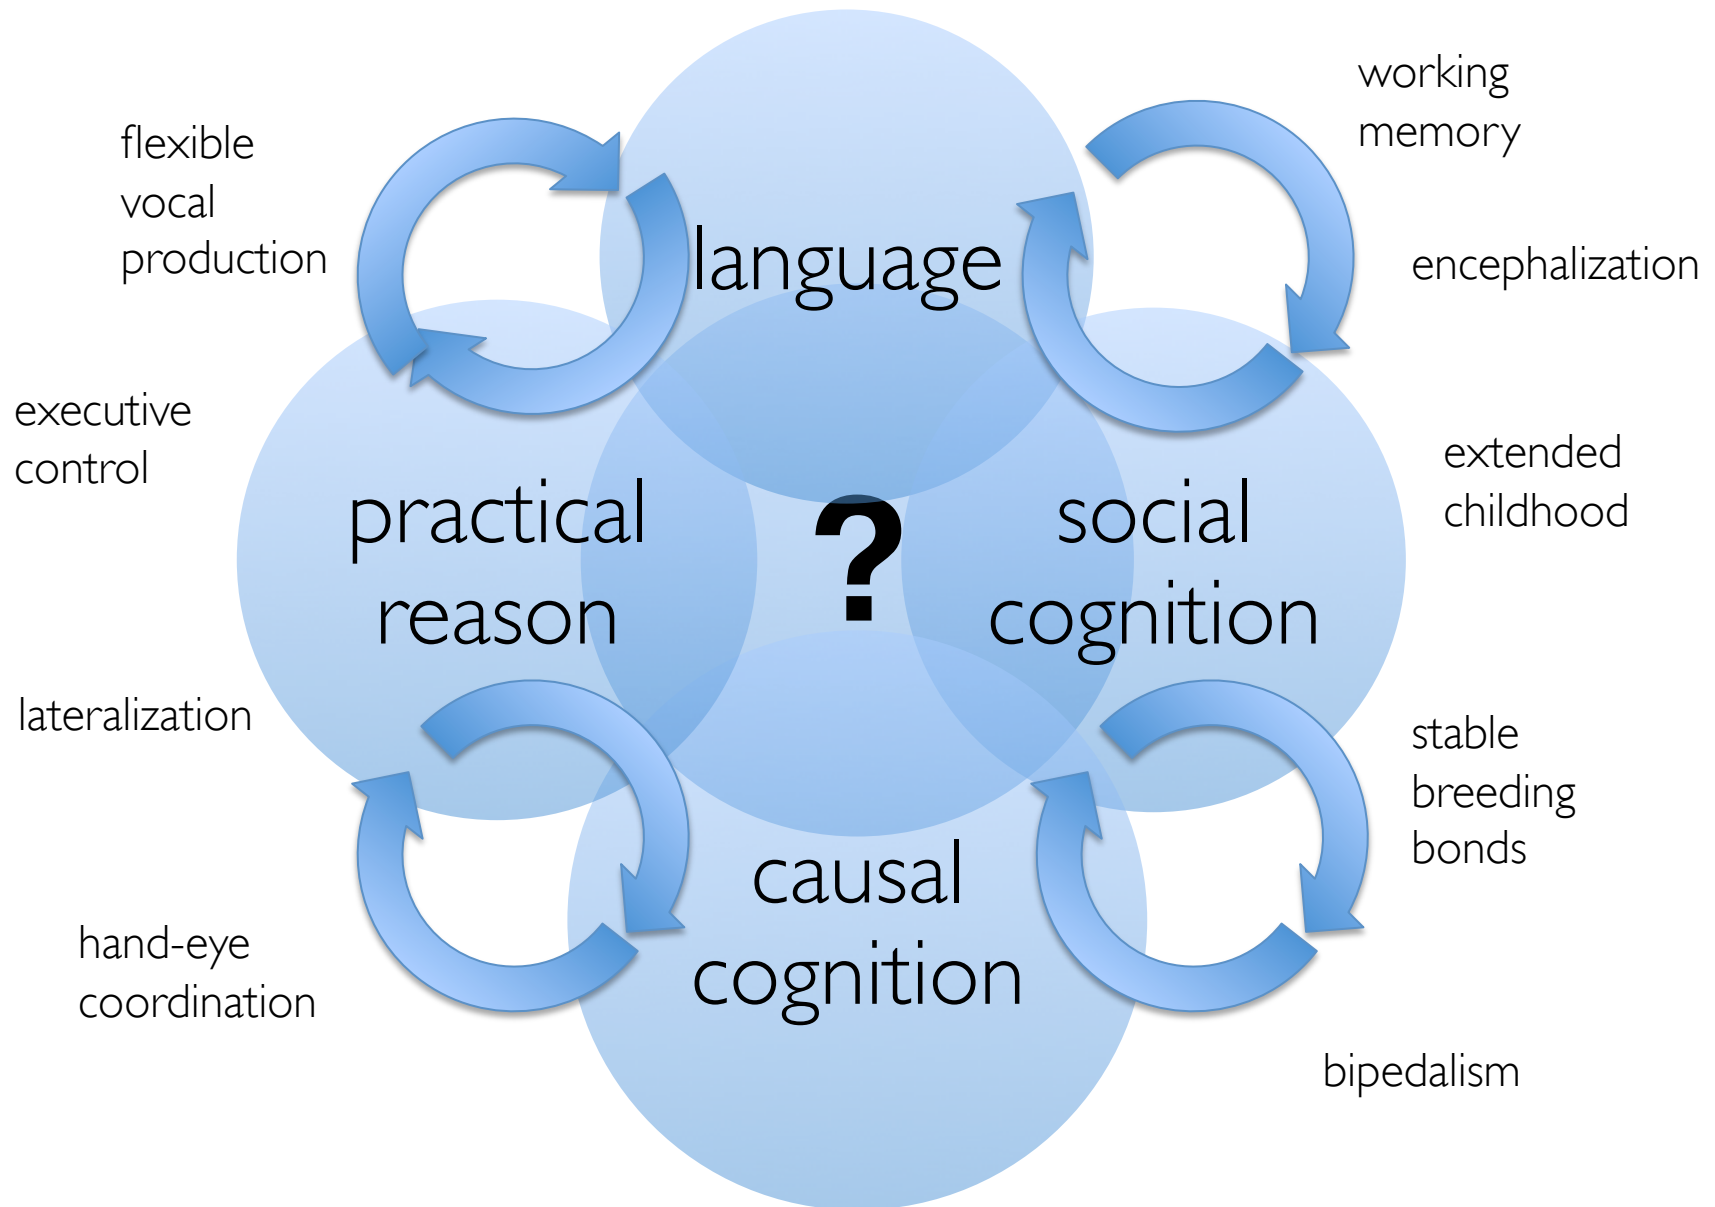 working
memory
flexible
vocal
production
language
encephalization
executive
control
extended
childhood
practical
reason
?
social
cognition
lateralization
stable
breeding
bonds
causal
cognition
hand-eye
coordination
bipedalism